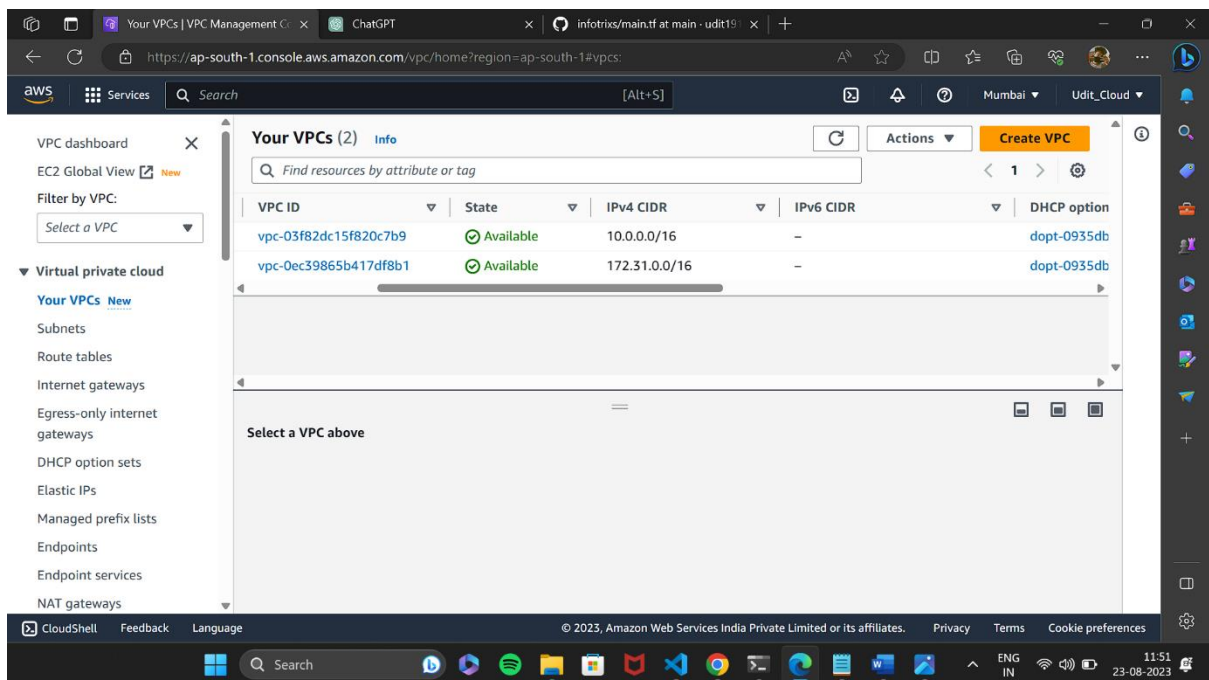 Your VPCs | VPC Management Co
ChatGPT
infotrixs/main.tf at main · udit191
https://ap-south-1.console.aws.amazon.com/vpc/home?region=ap-south-1#vpcs:
aws
Services
Search
[Alt+S]
Mumbai
Udit_Cloud
VPC dashboard
EC2 Global View New
Filter by VPC:
Select a VPC
Virtual private cloud
Your VPCs New
Subnets
Route tables
Internet gateways
Egress-only internet
gateways
DHCP option sets
Elastic IPs
Managed prefix lists
Endpoints
Endpoint services
NAT gateways
Your VPCs (2) Info
Actions
Create VPC
Find resources by attribute or tag
1
VPC ID State IPv4 CIDR IPv6 CIDR DHCP option
vpc-03f82dc15f820c7b9 Available 10.0.0.0/16 – dopt-0935db
vpc-0ec39865b417df8b1 Available 172.31.0.0/16 – dopt-0935db
Select a VPC above
CloudShell Feedback Language © 2023, Amazon Web Services India Private Limited or its affiliates. Privacy Terms Cookie preferences
Search
ENG
IN
11:51
23-08-2023